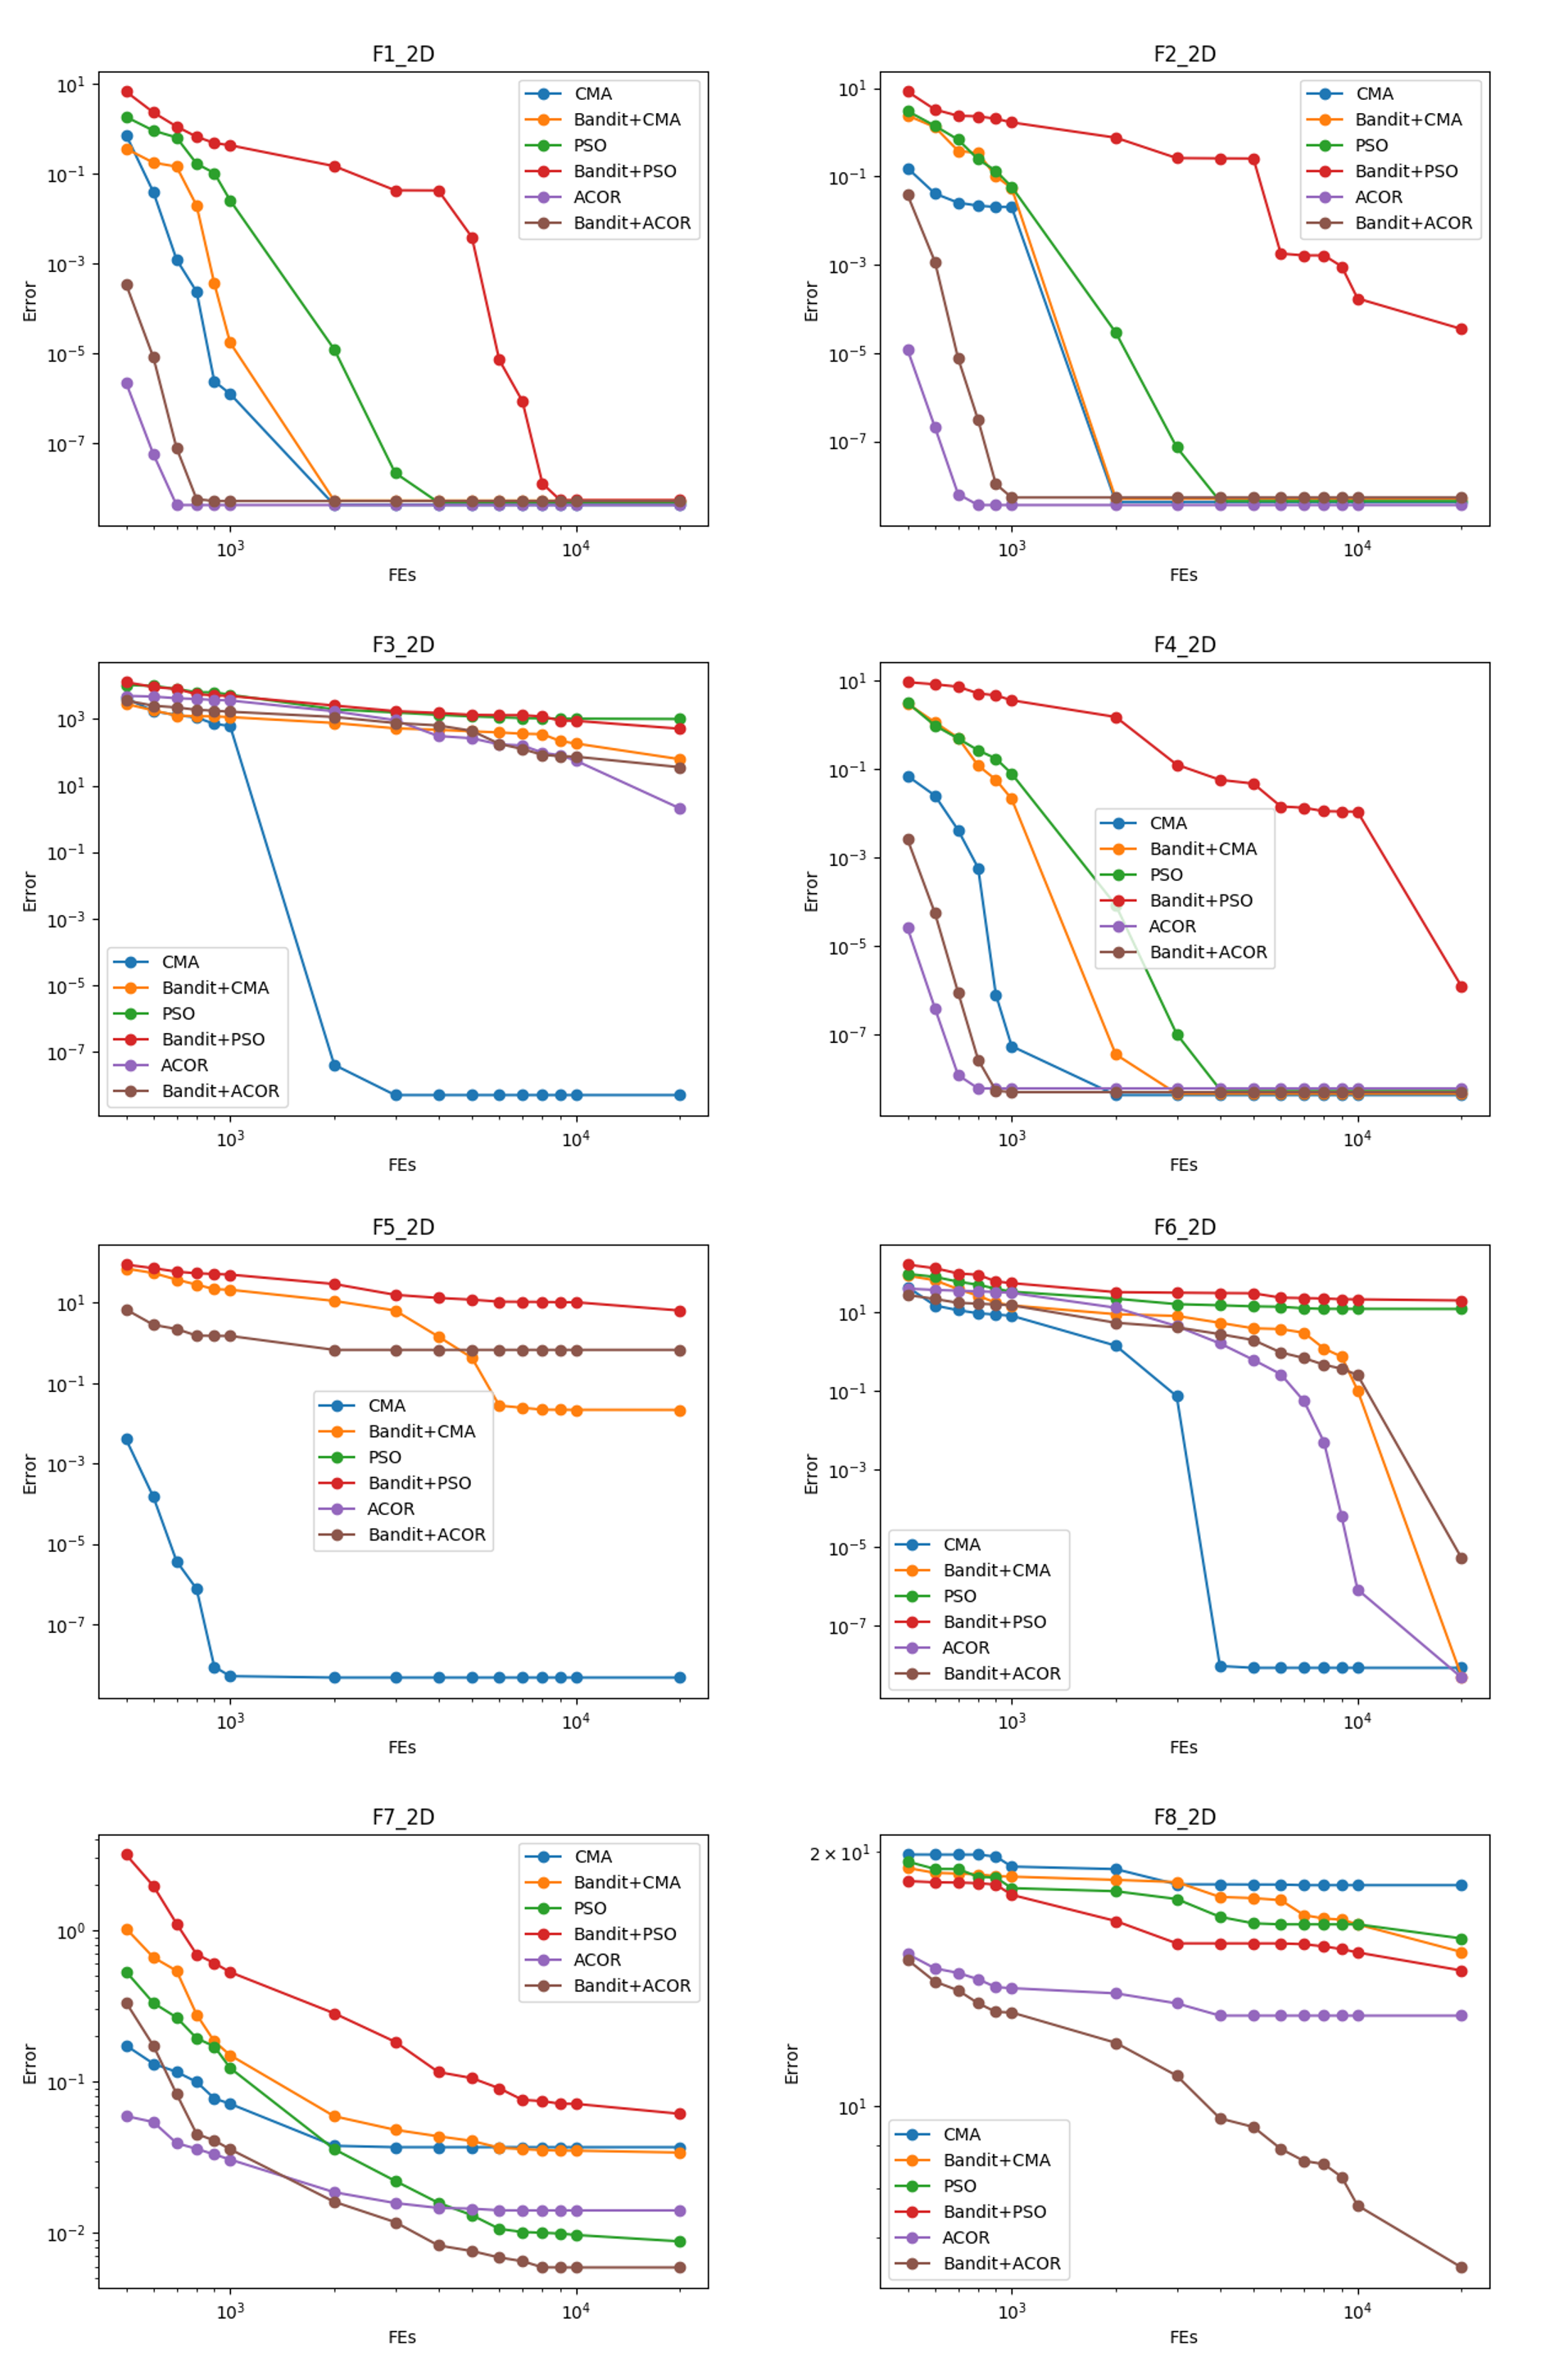 F1_2D
10^1
10^-1
10^-3
10^-5
10^-7
Error
10^3
10^4
FEs
CMA
Bandit+CMA
PSO
Bandit+PSO
ACOR
Bandit+ACOR
F2_2D
10^1
10^-1
10^-3
10^-5
10^-7
Error
10^3
10^4
FEs
CMA
Bandit+CMA
PSO
Bandit+PSO
ACOR
Bandit+ACOR
F3_2D
10^3
10^1
10^-1
10^-3
10^-5
10^-7
Error
10^3
10^4
FEs
CMA
Bandit+CMA
PSO
Bandit+PSO
ACOR
Bandit+ACOR
F4_2D
10^1
10^-1
10^-3
10^-5
10^-7
Error
10^3
10^4
FEs
CMA
Bandit+CMA
PSO
Bandit+PSO
ACOR
Bandit+ACOR
F5_2D
10^1
10^-1
10^-3
10^-5
10^-7
Error
10^3
10^4
FEs
CMA
Bandit+CMA
PSO
Bandit+PSO
ACOR
Bandit+ACOR
F6_2D
10^1
10^-1
10^-3
10^-5
10^-7
Error
10^3
10^4
FEs
CMA
Bandit+CMA
PSO
Bandit+PSO
ACOR
Bandit+ACOR
F7_2D
10^0
10^-1
10^-2
Error
10^3
10^4
FEs
CMA
Bandit+CMA
PSO
Bandit+PSO
ACOR
Bandit+ACOR
F8_2D
2 × 10^1
10^1
Error
10^3
10^4
FEs
CMA
Bandit+CMA
PSO
Bandit+PSO
ACOR
Bandit+ACOR